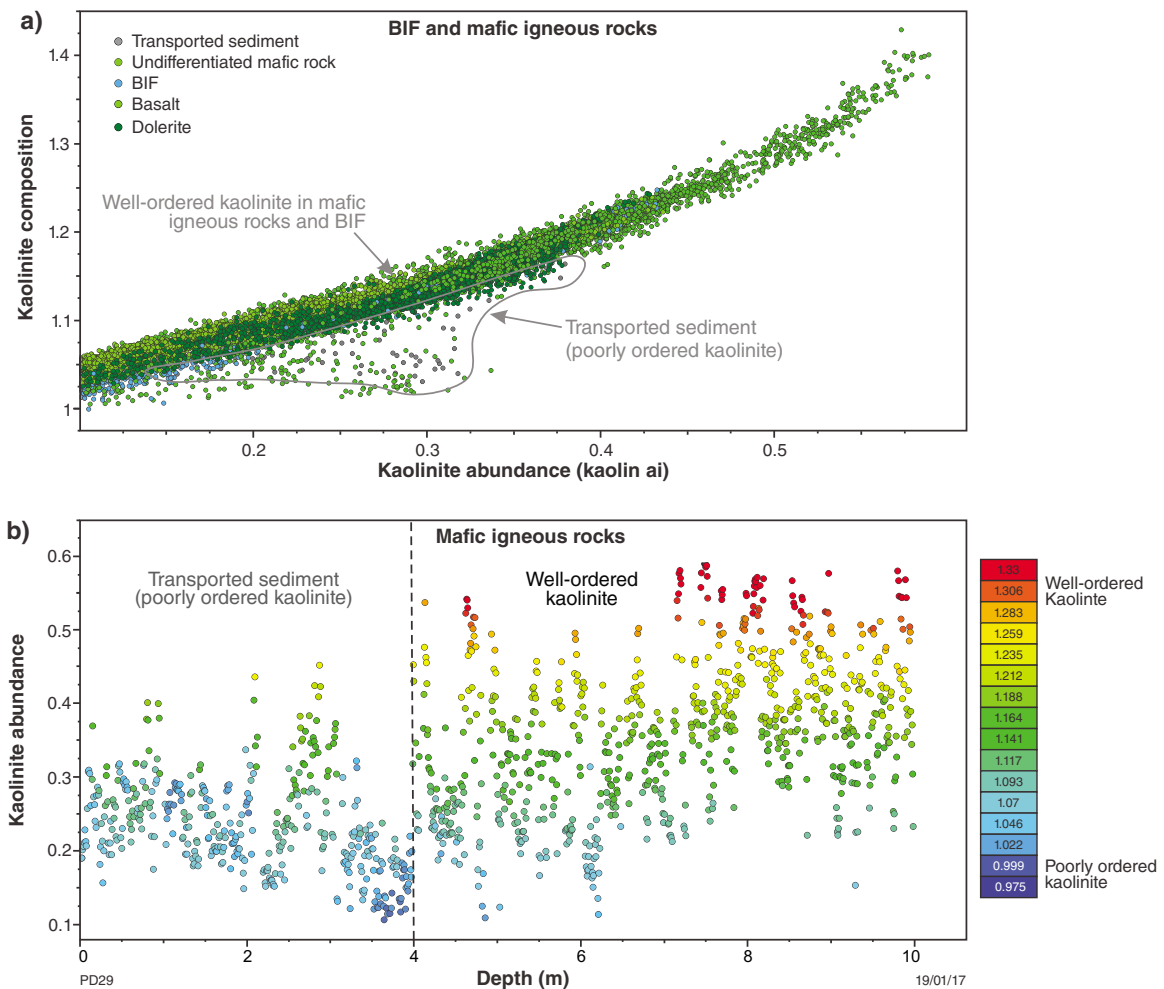 a)
BIF and mafic igneous rocks
Transported sediment
Undifferentiated mafic rock
BIF
Basalt
Dolerite
Well-ordered kaolinite in mafic
igneous rocks and BIF
Transported sediment
(poorly ordered kaolinite)
Kaolinite composition
1.4
1.3
1.2
1.1
1
0.2
0.3
0.4
0.5
Kaolinite abundance (kaolin ai)
b)
Mafic igneous rocks
Transported sediment
(poorly ordered kaolinite)
Well-ordered
kaolinite
Kaolinite abundance
0.6
0.5
0.4
0.3
0.2
0.1
0
2
4
6
8
10
Depth (m)
PD29
19/01/17
1.33
1.306
1.283
1.259
1.235
1.212
1.188
1.164
1.141
1.117
1.093
1.07
1.046
1.022
0.999
0.975
Well-ordered
Kaolinte
Poorly ordered
kaolinite